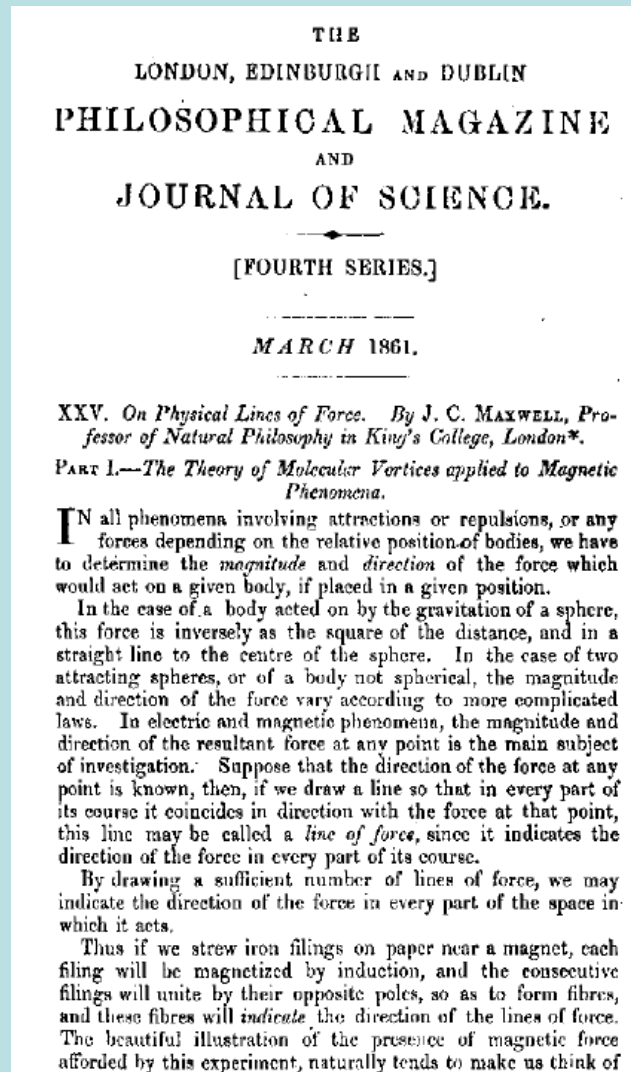 THE
LONDON, EDINBURGH AND DUBLIN
PHILOSOPHICAL MAGAZINE
AND
JOURNAL OF SCIENCE.
[FOURTH SERIES.]
MARCH 1861.
XXV. On Physical Lines of Force. By J. C. MAXWELL, Pro-
fessor of Natural Philosophy in King's College, London*.
PART I.—The Theory of Molecular Vortices applied to Magnetic
Phenomena.
IN all phenomena involving attractions or repulsions, or any
forces depending on the relative position of bodies, we have
to determine the magnitude and direction of the force which
would act on a given body, if placed in a given position.
In the case of a body acted on by the gravitation of a sphere,
this force is inversely as the square of the distance, and in a
straight line to the centre of the sphere. In the case of two
attracting spheres, or of a body not spherical, the magnitude
and direction of the force vary according to more complicated
laws. In electric and magnetic phenomena, the magnitude and
direction of the resultant force at any point is the main subject
of investigation. Suppose that the direction of the force at any
point is known, then, if we draw a line so that in every part of
its course it coincides in direction with the force at that point,
this line may be called a line of force, since it indicates the
direction of the force in every part of its course.
By drawing a sufficient number of lines of force, we may
indicate the direction of the force in every part of the space in
which it acts.
Thus if we strew iron filings on paper near a magnet, each
filing will be magnetized by induction, and the consecutive
filings will unite by their opposite poles, so as to form fibres,
and these fibres will indicate the direction of the lines of force.
The beautiful illustration of the presence of magnetic force
afforded by this experiment, naturally tends to make us think of